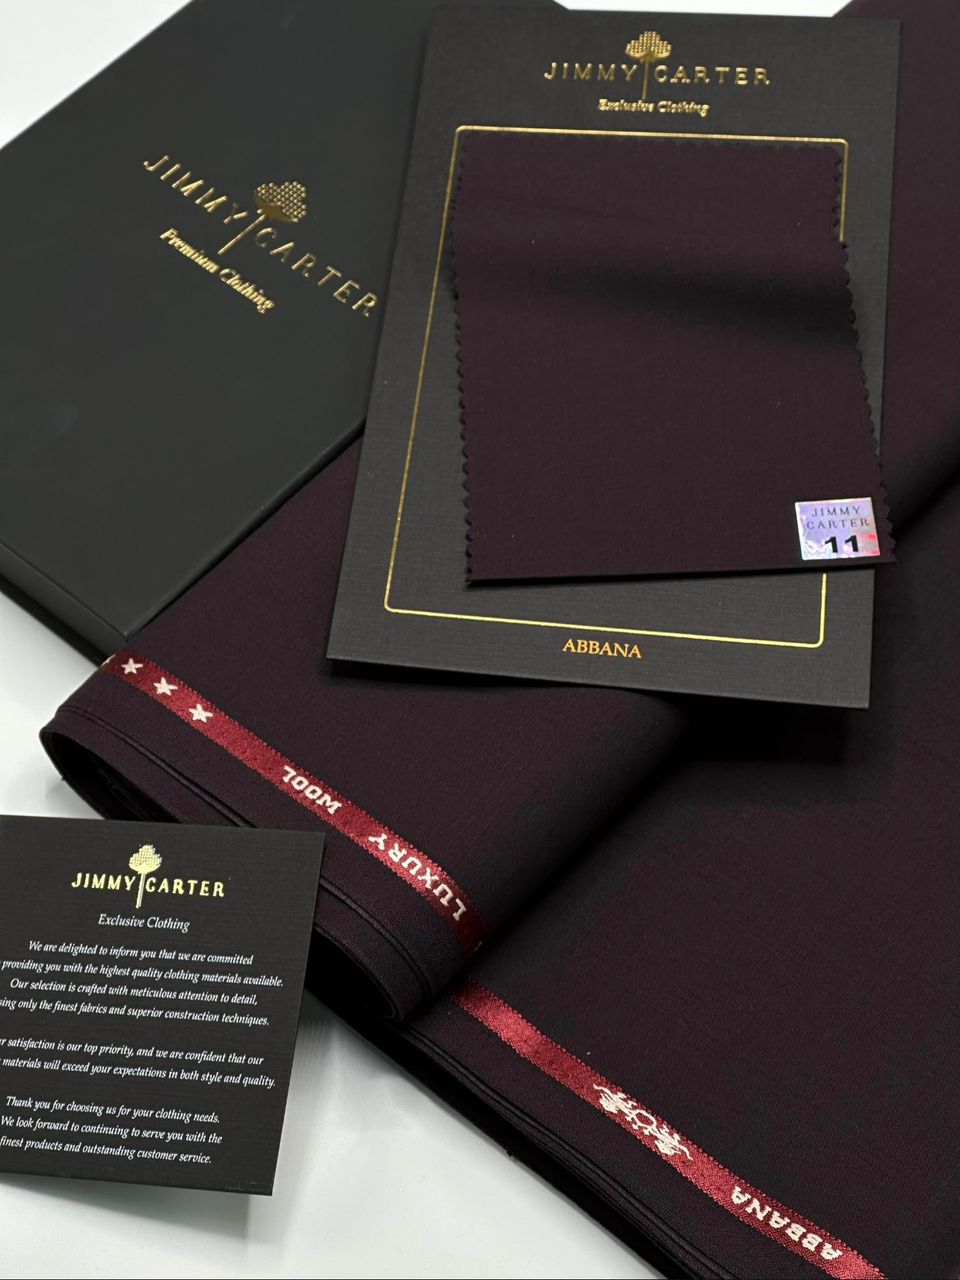 JIMMY CARTER
Premium Clothing
JIMMY CARTER
Exclusive Clothing
JIMMY
CARTER
11
ABBANA
★ ★ ★ LUXURY WOOL
ABBANA
JIMMY CARTER
Exclusive Clothing
We are delighted to inform you that we are committed
providing you with the highest quality clothing materials available.
Our selection is crafted with meticulous attention to detail,
only the finest fabrics and superior construction techniques.
satisfaction is our top priority, and we are confident that our
materials will exceed your expectations in both style and quality.
Thank you for choosing us for your clothing needs.
We look forward to continuing to serve you with the
finest products and outstanding customer service.